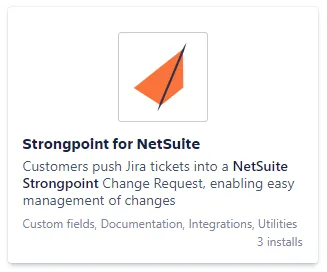 Strongpoint for NetSuite
Customers push Jira tickets into a NetSuite
Strongpoint Change Request, enabling easy
management of changes
Custom fields, Documentation, Integrations, Utilities
3 installs